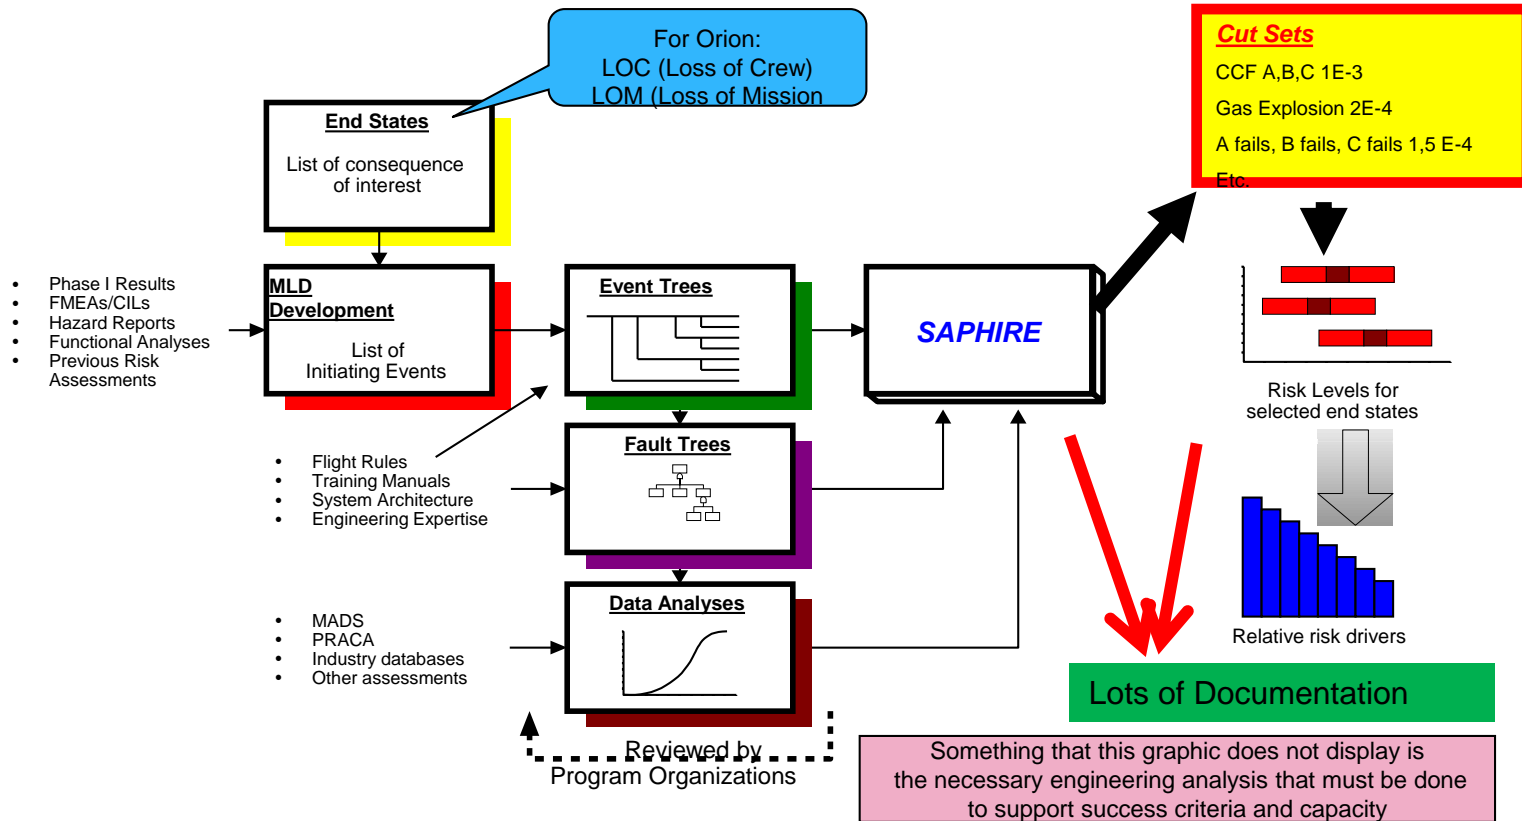 For Orion:
LOC (Loss of Crew)
LOM (Loss of Mission
Cut Sets
CCF A,B,C 1E-3
Gas Explosion 2E-4
A fails, B fails, C fails 1,5 E-4
Etc.
End States
List of consequence
of interest
• Phase I Results
• FMEAs/CILs
• Hazard Reports
• Functional Analyses
• Previous Risk
Assessments
MLD
Development
List of
Initiating Events
Event Trees
SAPHIRE
Risk Levels for
selected end states
• Flight Rules
• Training Manuals
• System Architecture
• Engineering Expertise
Fault Trees
• MADS
• PRACA
• Industry databases
• Other assessments
Data Analyses
Relative risk drivers
Lots of Documentation
Reviewed by
Program Organizations
Something that this graphic does not display is
the necessary engineering analysis that must be done
to support success criteria and capacity